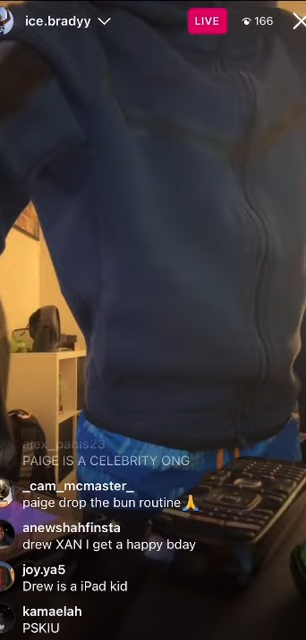 ice.bradyy
LIVE
166
alex_panis23
PAIGE IS A CELEBRITY ONG
_cam_mcmaster_
paige drop the bun routine🙏
anewshahfinsta
drew XAN I get a happy bday
joy.ya5
Drew is a iPad kid
kamaelah
PSKIU